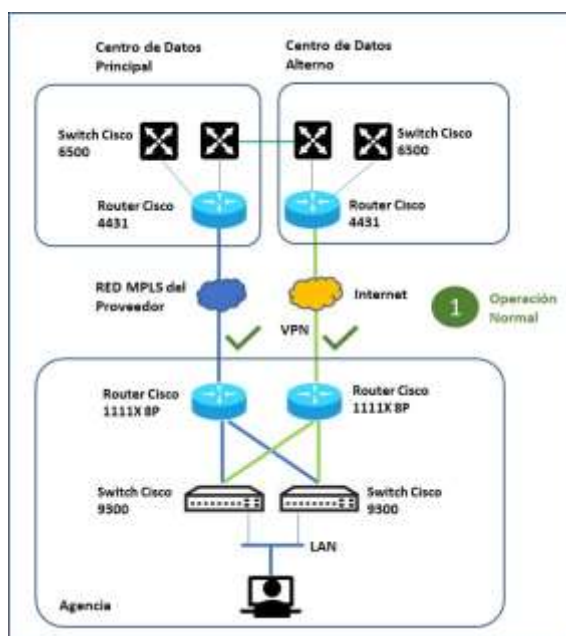 Centro de Datos
Principal
Centro de Datos
Alterno
Switch Cisco
6500
Switch Cisco
6500
Router Cisco
4431
Router Cisco
4431
RED MPLS del
Proveedor
Internet
VPN
1
Operación
Normal
Router Cisco
1111X 8P
Router Cisco
1111X 8P
Switch Cisco
9300
Switch Cisco
9300
LAN
Agencia